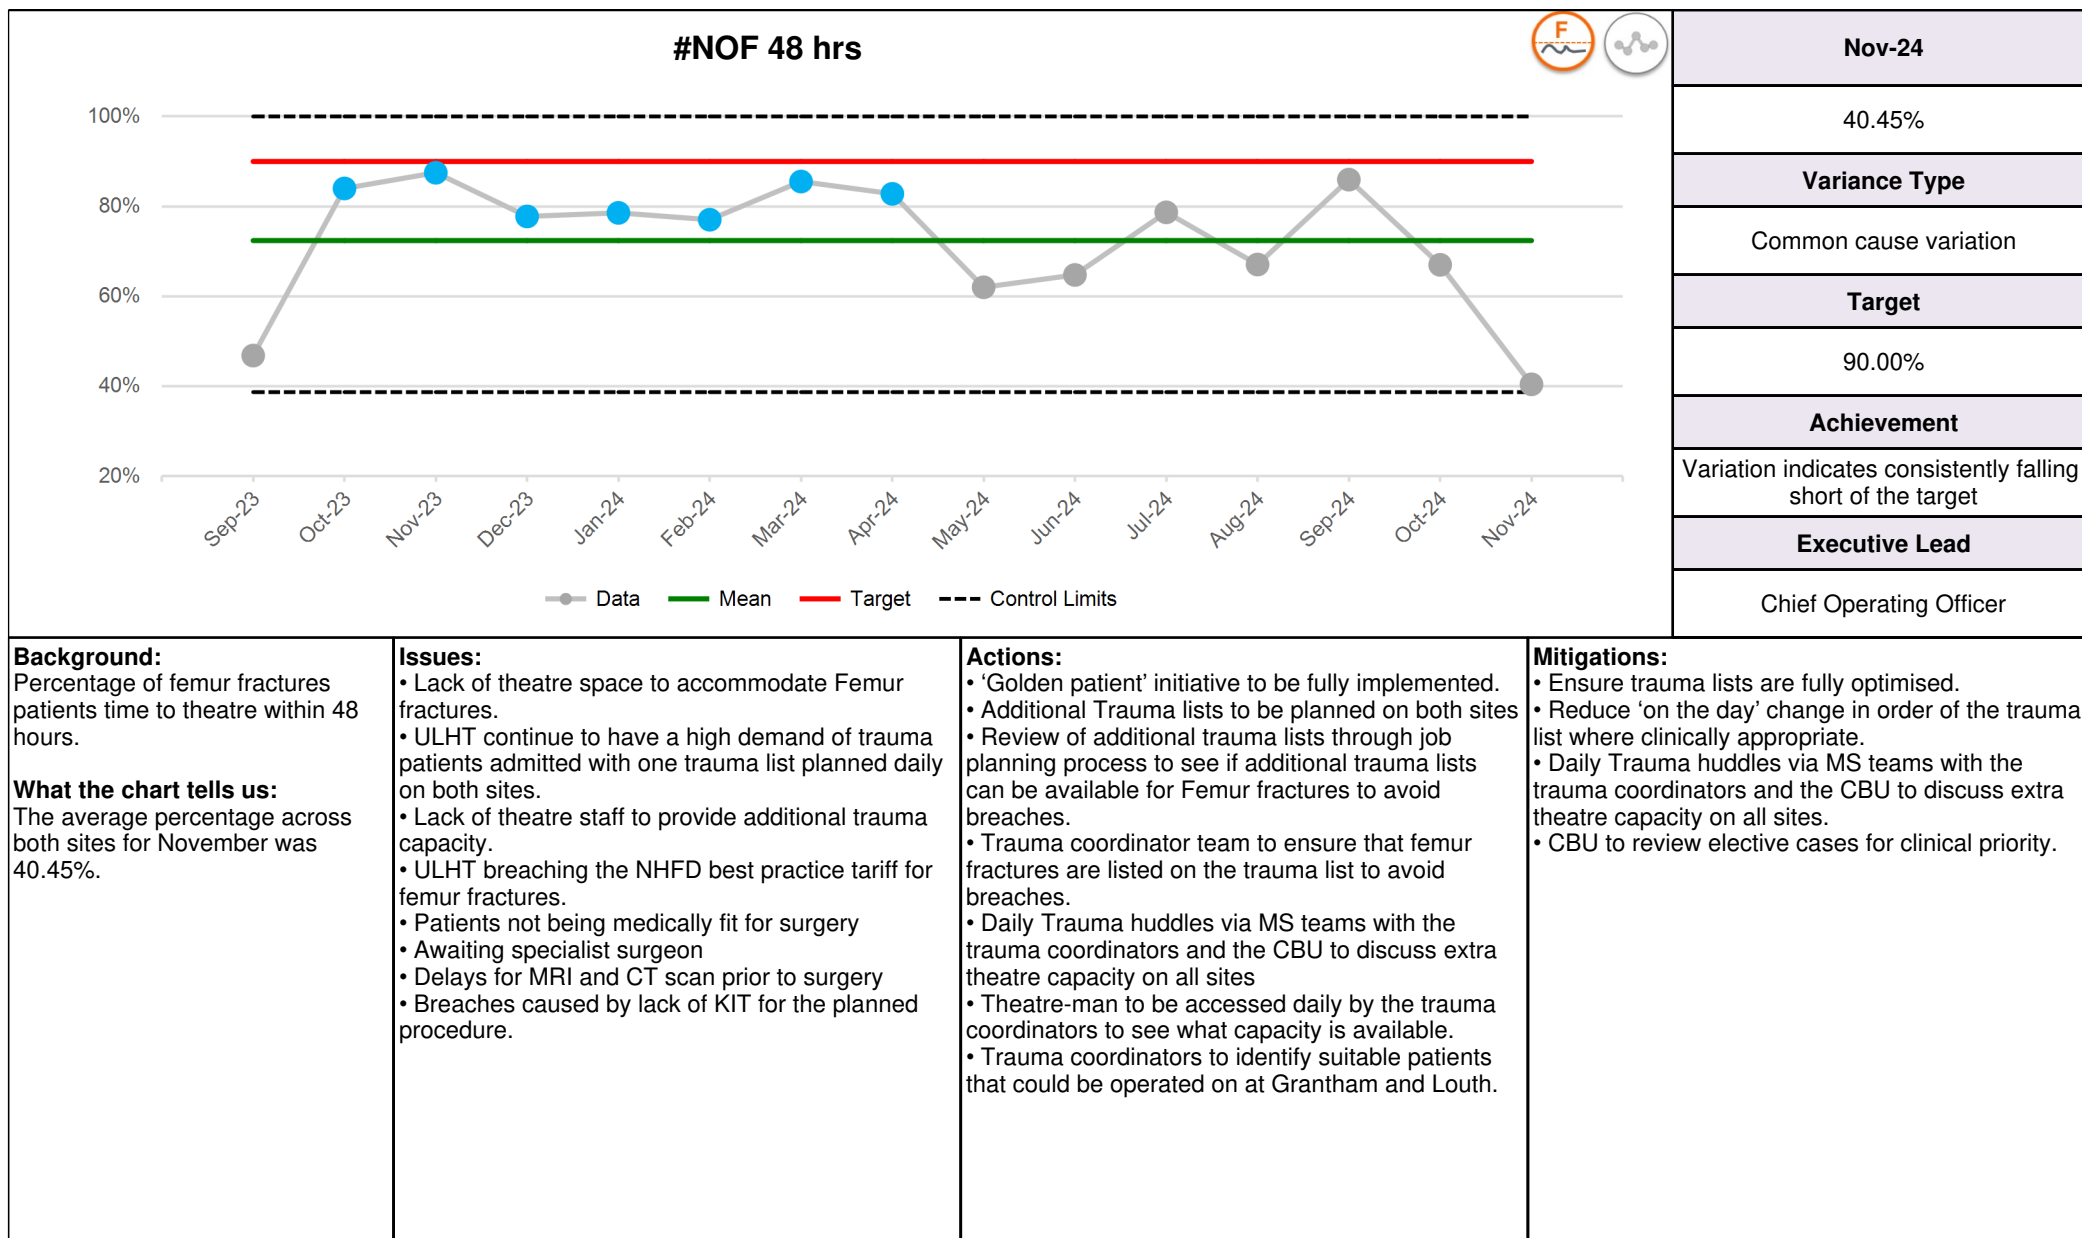 #NOF 48 hrs
F
100%
80%
60%
40%
20%
Sep-23
Oct-23
Nov-23
Dec-23
Jan-24
Feb-24
Mar-24
Apr-24
May-24
Jun-24
Jul-24
Aug-24
Sep-24
Oct-24
Nov-24
Data
Mean
Target
Control Limits
Nov-24
40.45%
Variance Type
Common cause variation
Target
90.00%
Achievement
Variation indicates consistently falling
short of the target
Executive Lead
Chief Operating Officer
Background:
Percentage of femur fractures
patients time to theatre within 48
hours.
What the chart tells us:
The average percentage across
both sites for November was
40.45%.
Issues:
• Lack of theatre space to accommodate Femur
fractures.
• ULHT continue to have a high demand of trauma
patients admitted with one trauma list planned daily
on both sites.
• Lack of theatre staff to provide additional trauma
capacity.
• ULHT breaching the NHFD best practice tariff for
femur fractures.
• Patients not being medically fit for surgery
• Awaiting specialist surgeon
• Delays for MRI and CT scan prior to surgery
• Breaches caused by lack of KIT for the planned
procedure.
Actions:
• ‘Golden patient’ initiative to be fully implemented.
• Additional Trauma lists to be planned on both sites
• Review of additional trauma lists through job
planning process to see if additional trauma lists
can be available for Femur fractures to avoid
breaches.
• Trauma coordinator team to ensure that femur
fractures are listed on the trauma list to avoid
breaches.
• Daily Trauma huddles via MS teams with the
trauma coordinators and the CBU to discuss extra
theatre capacity on all sites
• Theatre-man to be accessed daily by the trauma
coordinators to see what capacity is available.
• Trauma coordinators to identify suitable patients
that could be operated on at Grantham and Louth.
Mitigations:
• Ensure trauma lists are fully optimised.
• Reduce ‘on the day’ change in order of the trauma
list where clinically appropriate.
• Daily Trauma huddles via MS teams with the
trauma coordinators and the CBU to discuss extra
theatre capacity on all sites.
• CBU to review elective cases for clinical priority.